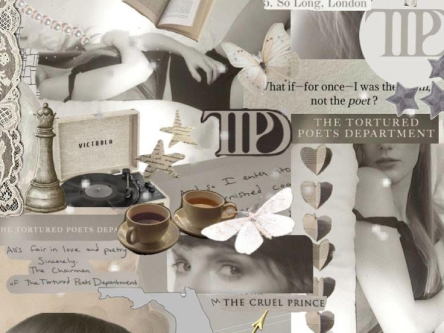 5. So Long, London
TTPD
What if—for once—I was the
not the poet?
THE TORTURED
POETS DEPARTMENT
VICTROLA
TTPD
so I enter
THE TORTURED POETS DEPA
All's fair in love and poetry
Sincerely,
The Chairman
of The Tortured Poets Department
THE CRUEL PRINCE